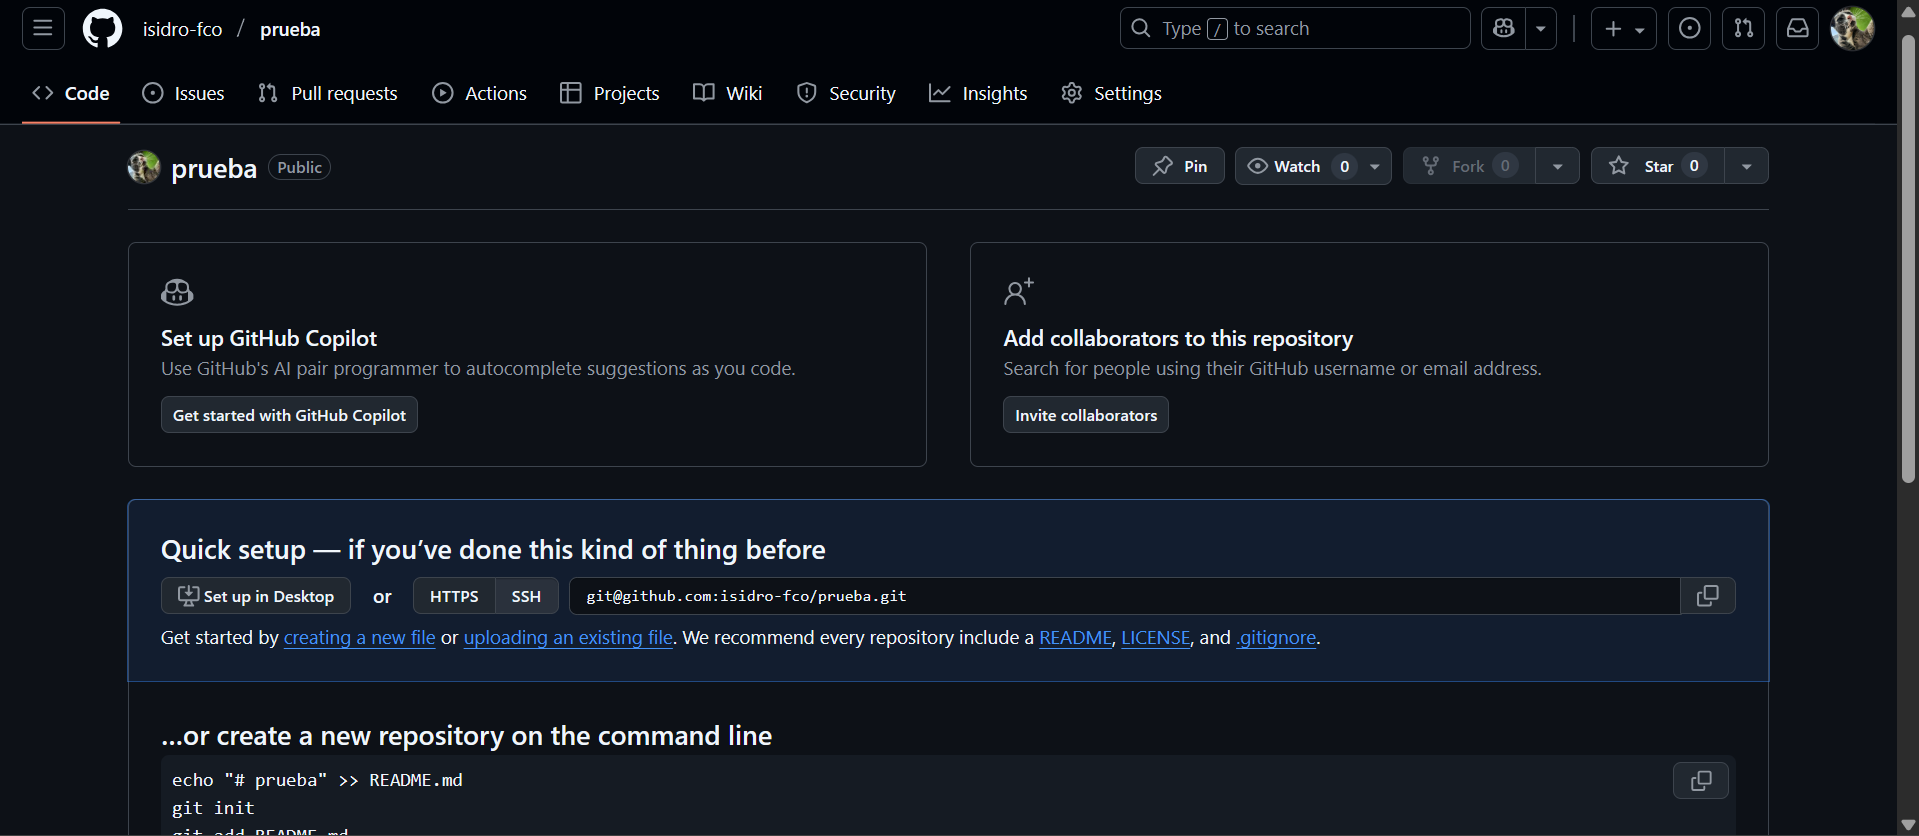 isidro-fco / prueba
Type / to search
Code Issues Pull requests Actions Projects Wiki Security Insights Settings
prueba Public
Pin Watch 0 Fork 0 Star 0
Set up GitHub Copilot
Use GitHub's AI pair programmer to autocomplete suggestions as you code.
Get started with GitHub Copilot
Add collaborators to this repository
Search for people using their GitHub username or email address.
Invite collaborators
Quick setup — if you’ve done this kind of thing before
Set up in Desktop or HTTPS SSH git@github.com:isidro-fco/prueba.git
Get started by creating a new file or uploading an existing file. We recommend every repository include a README, LICENSE, and .gitignore.
…or create a new repository on the command line
echo "# prueba" >> README.md
git init
git add README.md